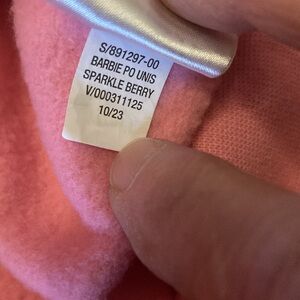 S/891297-00
BARBIE PO UNIS
SPARKLE BERRY
V/000311125
10/23